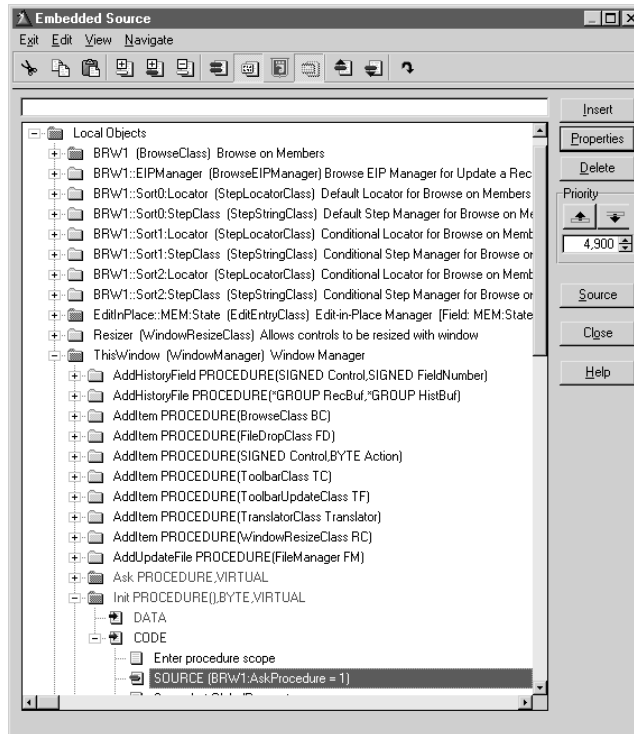 Embedded Source
Exit Edit View Navigate
Insert
Properties
Delete
Priority
4,900
Source
Close
Help
Local Objects
BRW1 (BrowseClass) Browse on Members
BRW1::EIPManager (BrowseEIPManager) Browse EIP Manager for Update a Rec
BRW1::Sort0:Locator (StepLocatorClass) Default Locator for Browse on Members
BRW1::Sort0:StepClass (StepStringClass) Default Step Manager for Browse on Me
BRW1::Sort1:Locator (StepLocatorClass) Conditional Locator for Browse on Memb
BRW1::Sort1:StepClass (StepStringClass) Conditional Step Manager for Browse or
BRW1::Sort2:Locator (StepLocatorClass) Conditional Locator for Browse on Memb
BRW1::Sort2:StepClass (StepStringClass) Conditional Step Manager for Browse or
EditInPlace::MEM:State (EditEntryClass) Edit-in-Place Manager [Field: MEM:State
Resizer (WindowResizeClass) Allows controls to be resized with window
ThisWindow (WindowManager) Window Manager
AddHistoryField PROCEDURE(SIGNED Control,SIGNED FieldNumber)
AddHistoryFile PROCEDURE(*GROUP RecBuf,*GROUP HistBuf)
AddItem PROCEDURE(BrowseClass BC)
AddItem PROCEDURE(FileDropClass FD)
AddItem PROCEDURE(SIGNED Control,BYTE Action)
AddItem PROCEDURE(ToolbarClass TC)
AddItem PROCEDURE(ToolbarUpdateClass TF)
AddItem PROCEDURE(TranslatorClass Translator)
AddItem PROCEDURE(WindowResizeClass RC)
AddUpdateFile PROCEDURE(FileManager FM)
Ask PROCEDURE,VIRTUAL
Init PROCEDURE(),BYTE,VIRTUAL
DATA
CODE
Enter procedure scope
SOURCE (BRW1:AskProcedure = 1)